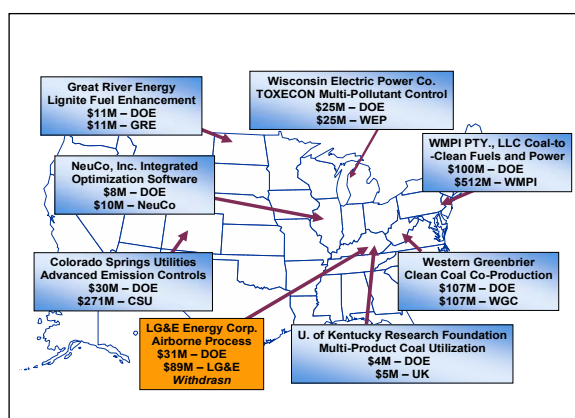 Great River Energy
Lignite Fuel Enhancement
$11M – DOE
$11M – GRE
Wisconsin Electric Power Co.
TOXECON Multi-Pollutant Control
$25M – DOE
$25M – WEP
WMPI PTY., LLC Coal-to
-Clean Fuels and Power
$100M – DOE
$512M – WMPI
NeuCo, Inc. Integrated
Optimization Software
$8M – DOE
$10M – NeuCo
Colorado Springs Utilities
Advanced Emission Controls
$30M – DOE
$271M – CSU
Western Greenbrier
Clean Coal Co-Production
$107M – DOE
$107M – WGC
LG&E Energy Corp.
Airborne Process
$31M – DOE
$89M – LG&E
Withdrasn
U. of Kentucky Research Foundation
Multi-Product Coal Utilization
$4M – DOE
$5M – UK